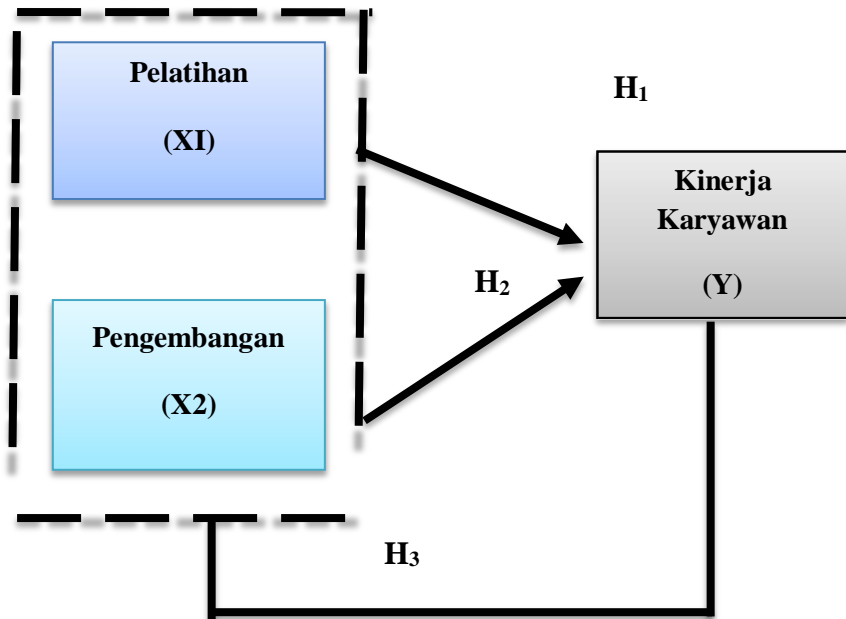 Pelatihan
(XI)
H₁
Kinerja
Karyawan
(Y)
H₂
Pengembangan
(X2)
H₃